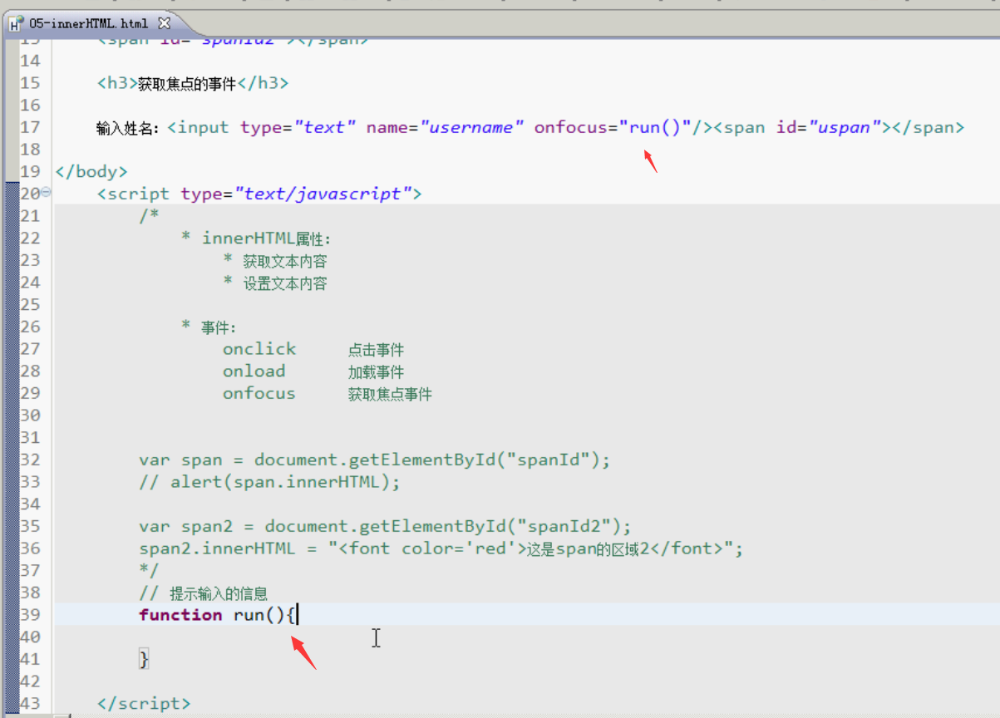 05-innerHTML.html
<span id="spanId2"></span>
14
15 <h3>获取焦点的事件</h3>
16
17 输入姓名：<input type="text" name="username" onfocus="run()"/><span id="uspan"></span>
18
19 </body>
20 <script type="text/javascript">
21 /*
22 * innerHTML属性：
23 * 获取文本内容
24 * 设置文本内容
25
26 * 事件：
27 onclick 点击事件
28 onload 加载事件
29 onfocus 获取焦点事件
30
31
32 var span = document.getElementById("spanId");
33 // alert(span.innerHTML);
34
35 var span2 = document.getElementById("spanId2");
36 span2.innerHTML = "<font color='red'>这是span的区域2</font>";
37 */
38 // 提示输入的信息
39 function run(){
40
41 }
42
43 </script>